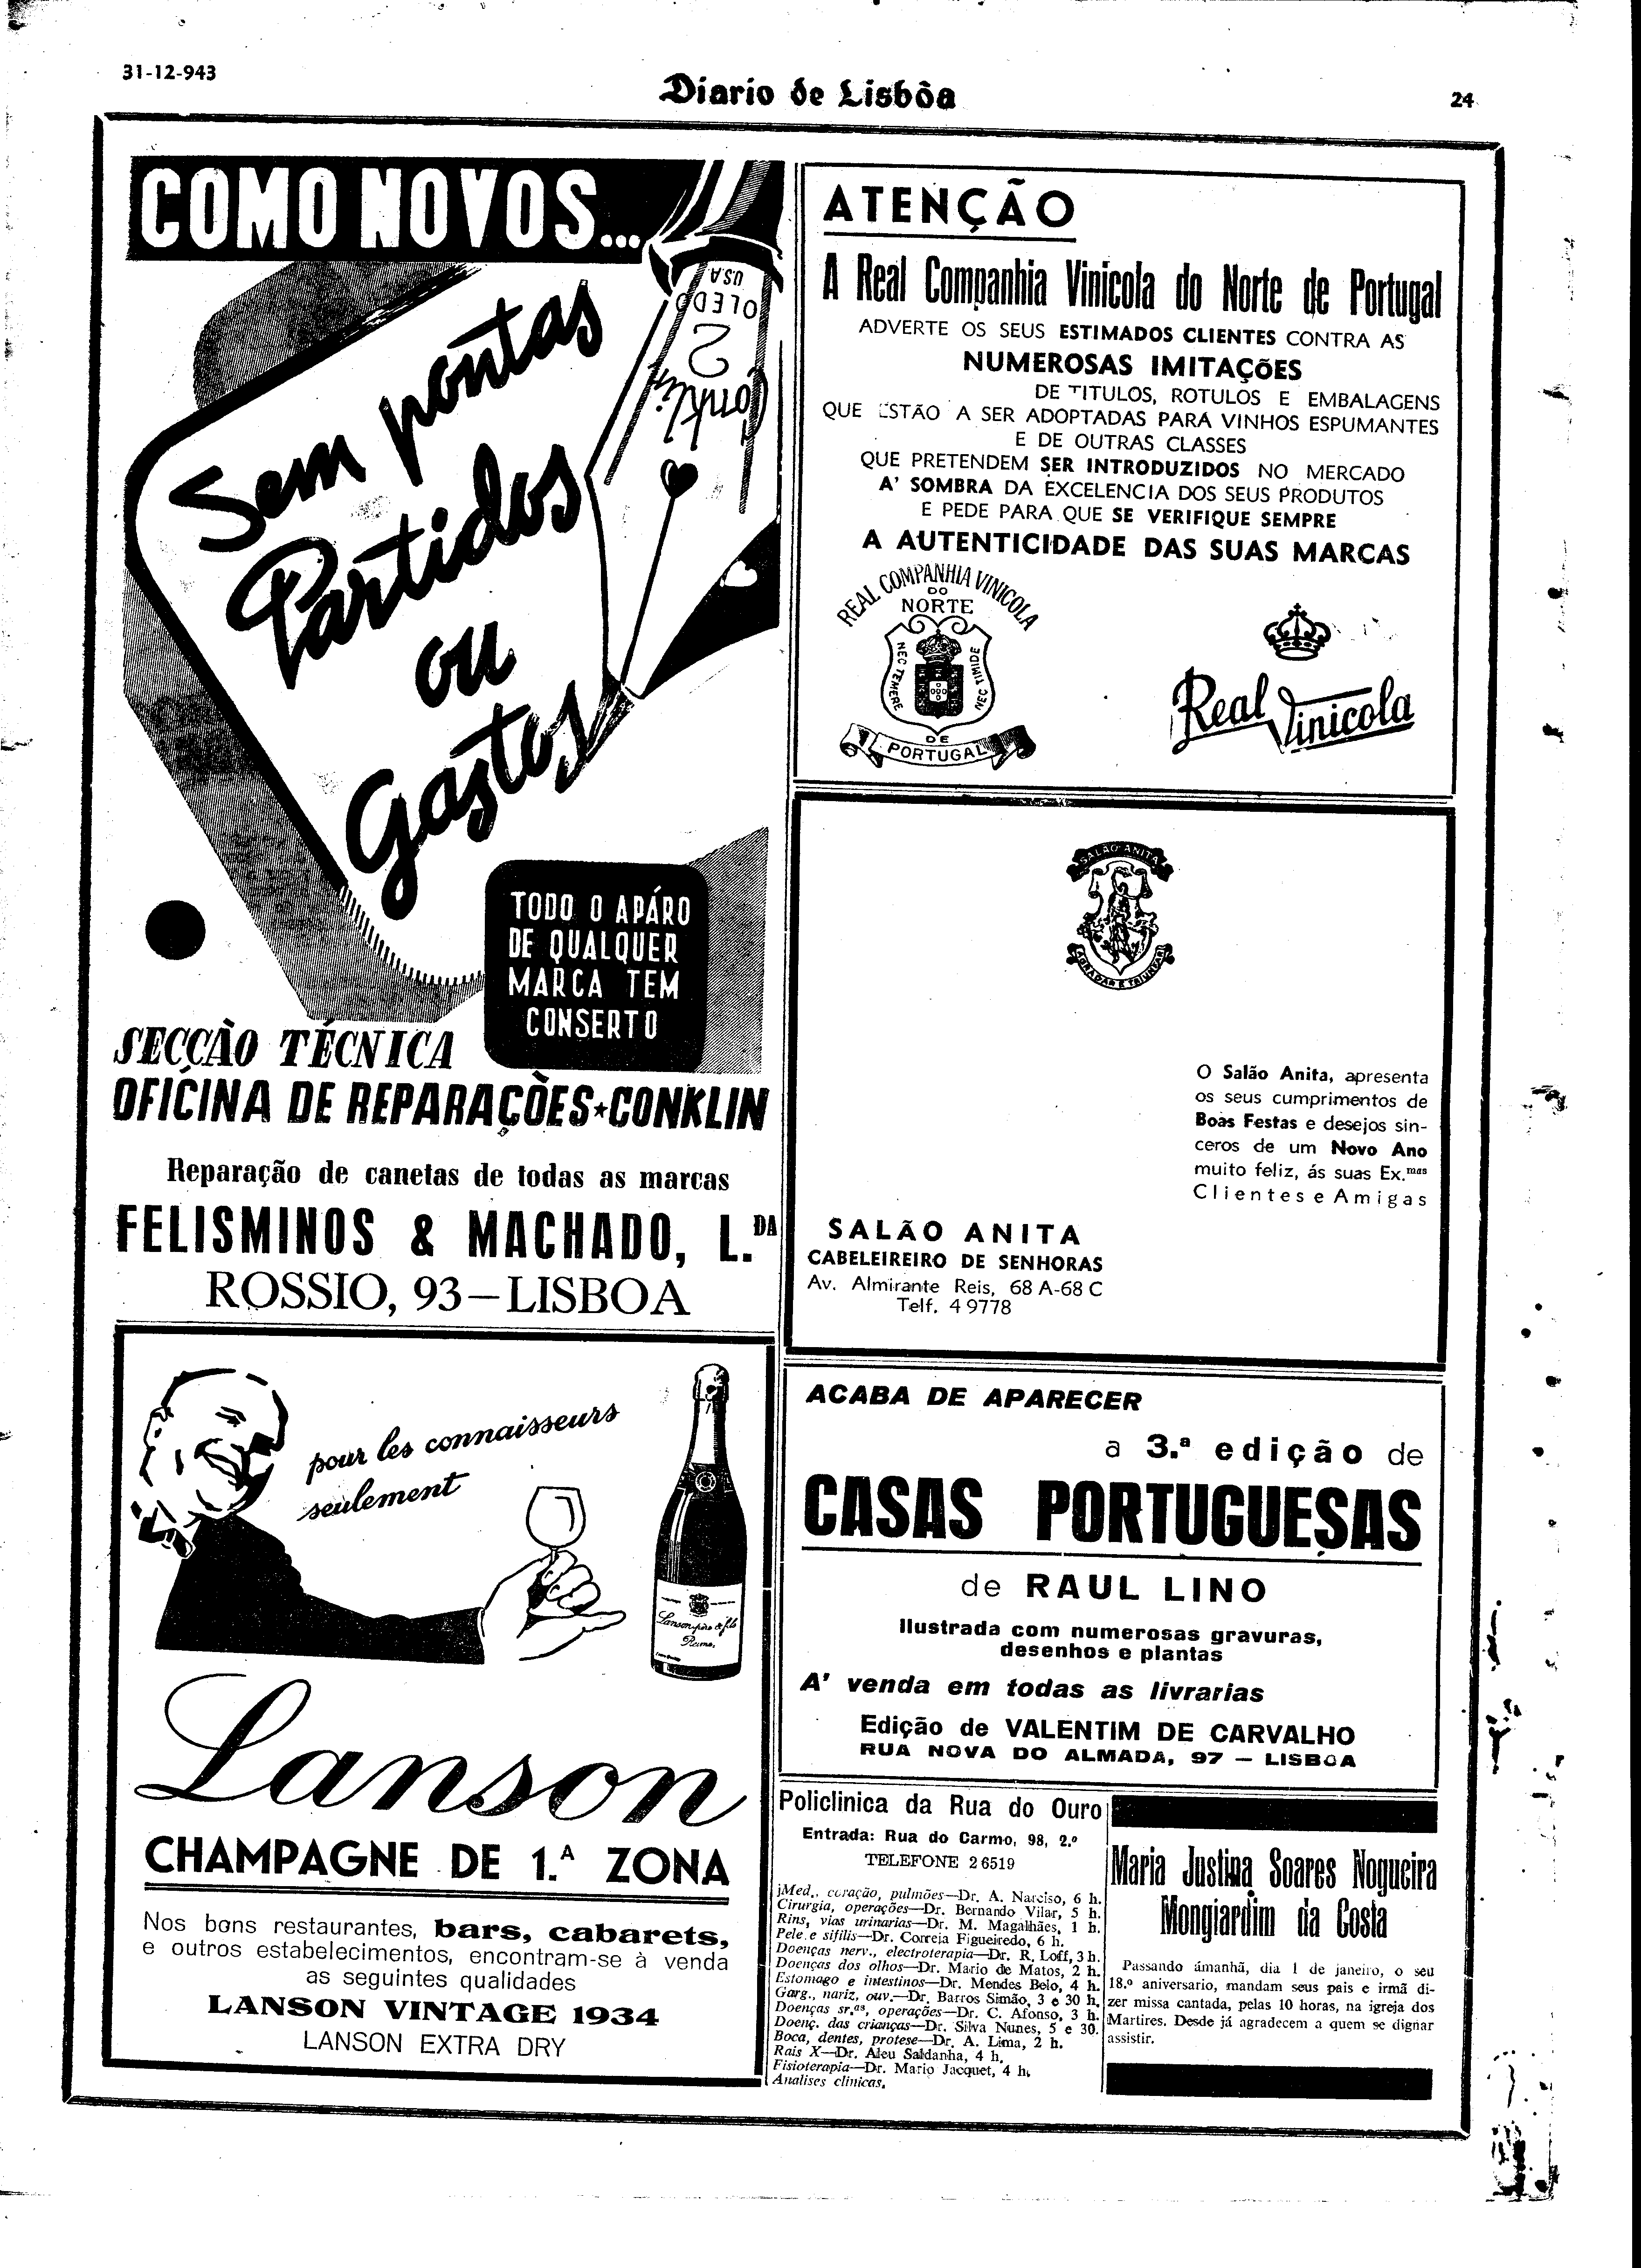 31-12-943
Diario de Lisbôa
24
COMO NOVOS...
Sem pontas
Partidos
ou
Gastos
USA
TOLEDO
2
Conklin
TODO O APÁRO
DE QUALQUER
MARCA TEM
CONSERTO
SECÇÃO TÉCNICA
OFICINA DE REPARAÇÕES★CONKLIN
Reparação de canetas de todas as marcas
FELISMINOS & MACHADO, L.DA
ROSSIO, 93—LISBOA
pour les connaisseurs
seulement
Lanson père & fils
Reims
Lanson
CHAMPAGNE DE 1.A ZONA
Nos bons restaurantes, bars, cabarets,
e outros estabelecimentos, encontram-se à venda
as seguintes qualidades
LANSON VINTAGE 1934
LANSON EXTRA DRY
ATENÇÃO
A Real Companhia Vinicola do Norte de Portugal
ADVERTE OS SEUS ESTIMADOS CLIENTES CONTRA AS
NUMEROSAS IMITAÇÕES
DE TITULOS, ROTULOS E EMBALAGENS
QUE ESTÃO A SER ADOPTADAS PARA VINHOS ESPUMANTES
E DE OUTRAS CLASSES
QUE PRETENDEM SER INTRODUZIDOS NO MERCADO
A' SOMBRA DA EXCELENCIA DOS SEUS PRODUTOS
E PEDE PARA QUE SE VERIFIQUE SEMPRE
A AUTENTICIDADE DAS SUAS MARCAS
REAL COMPANHIA VINICOLA
DO
NORTE
NEC TEMERE
NEC TIMIDE
DE
PORTUGAL
Real Vinicola
SALÃO ANITA
AGRADAR E TRIUNFAR
O Salão Anita, apresenta
os seus cumprimentos de
Boas Festas e desejos sin-
ceros de um Novo Ano
muito feliz, ás suas Ex.mas
Clientes e Amigas
SALÃO ANITA
CABELEIREIRO DE SENHORAS
Av. Almirante Reis, 68 A-68 C
Telf. 4 9778
ACABA DE APARECER
a 3.ª edição de
CASAS PORTUGUESAS
de RAUL LINO
Ilustrada com numerosas gravuras,
desenhos e plantas
A' venda em todas as livrarias
Edição de VALENTIM DE CARVALHO
RUA NOVA DO ALMADA, 97 — LISBOA
Policlinica da Rua do Ouro
Entrada: Rua do Carmo, 98, 2.º
TELEFONE 2 6519
Med., coração, pulmões—Dr. A. Narciso, 6 h.
Cirurgia, operações—Dr. Bernando Vilar, 5 h.
Rins, vias urinarias—Dr. M. Magalhães, 1 h.
Pele e sifilis—Dr. Correia Figueiredo, 6 h.
Doenças nerv., electroterapia—Dr. R. Loff, 3 h.
Doenças dos olhos—Dr. Mario de Matos, 2 h.
Estomago e intestinos—Dr. Mendes Belo, 4 h.
Garg., nariz, ouv.—Dr. Barros Simão, 3 e 30 h.
Doenças sr.as, operações—Dr. C. Afonso, 3 h.
Doenç. das crianças—Dr. Silva Nunes, 5 e 30.
Boca, dentes, protese—Dr. A. Lima, 2 h.
Rais X—Dr. Aleu Saldanha, 4 h.
Fisioterapia—Dr. Mario Jacquet, 4 h.
Analises clinicas.
Maria Justina Soares Nogueira
Mongiardim da Costa
Passando ámanhã, dia 1 de janeiro, o seu
18.º aniversario, mandam seus pais e irmã di-
zer missa cantada, pelas 10 horas, na igreja dos
Martires. Desde já agradecem a quem se dignar
assistir.